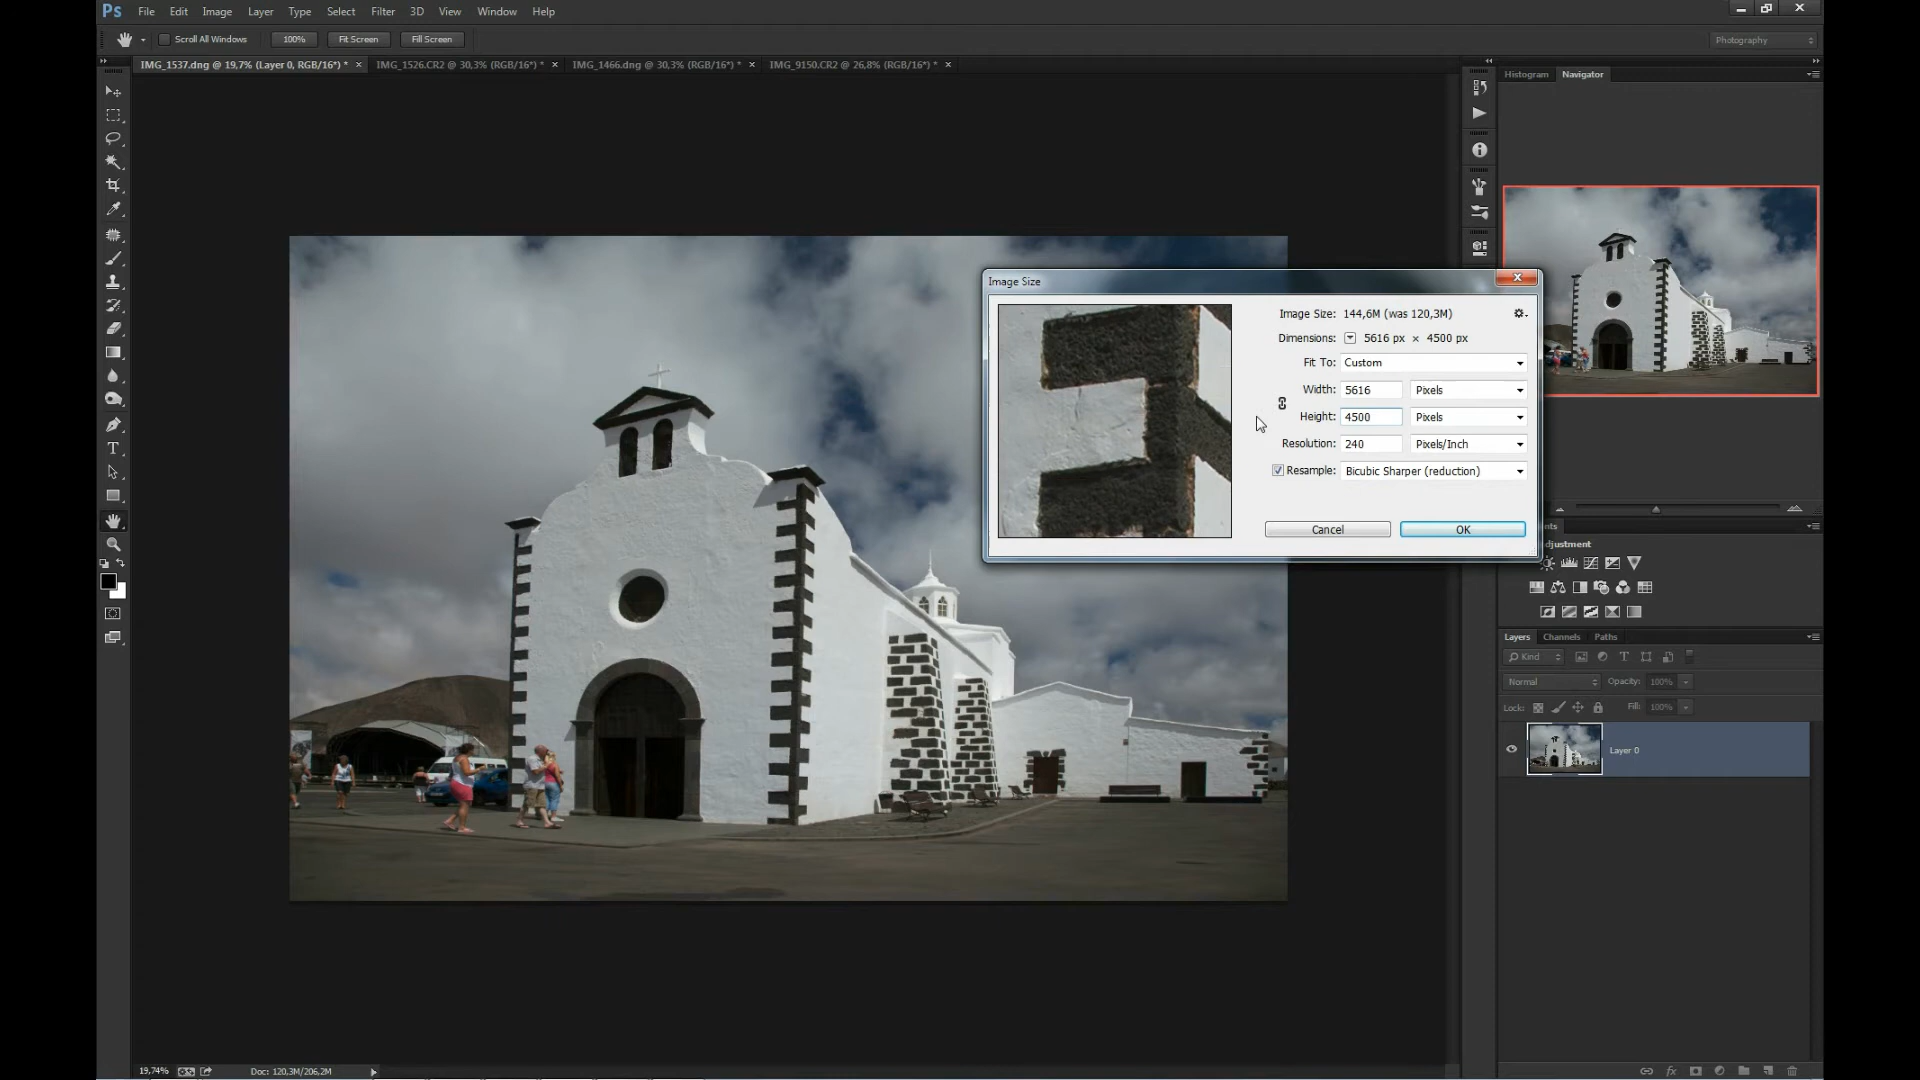 Ps File Edit Image Layer Type Select Filter 3D View Window Help
Scroll All Windows 100% Fit Screen Fill Screen Photography
IMG_1537.dng @ 19,7% (Layer 0, RGB/16*) * × IMG_1526.CR2 @ 30,3% (RGB/16*) * × IMG_1466.dng @ 30,3% (RGB/16*) * × IMG_9150.CR2 @ 26,8% (RGB/16*) * ×
Histogram Navigator
Image Size
Image Size: 144,6M (was 120,3M)
Dimensions: 5616 px × 4500 px
Fit To: Custom
Width: 5616 Pixels
Height: 4500 Pixels
Resolution: 240 Pixels/Inch
Resample: Bicubic Sharper (reduction)
Cancel OK
nts
djustment
Layers Channels Paths
Kind
Normal Opacity: 100%
Lock: Fill: 100%
Layer 0
19,74% Doc: 120,3M/206,2M